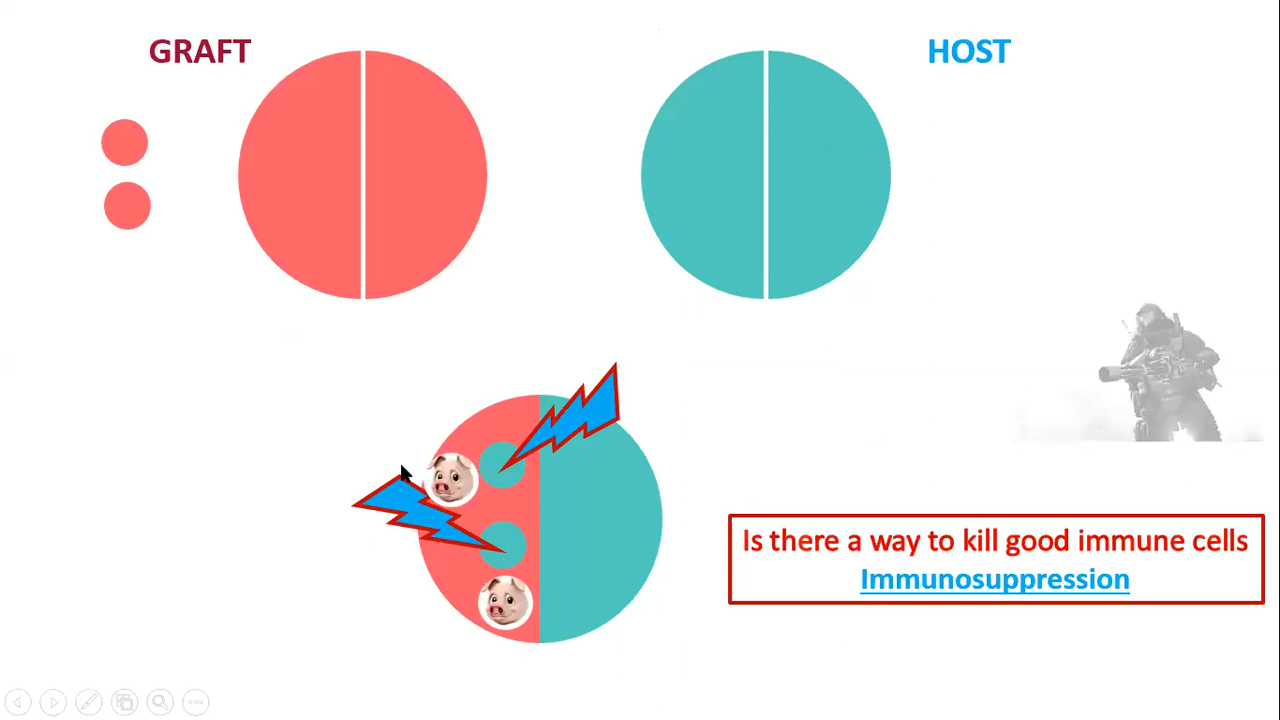 GRAFT
HOST
Is there a way to kill good immune cells
Immunosuppression